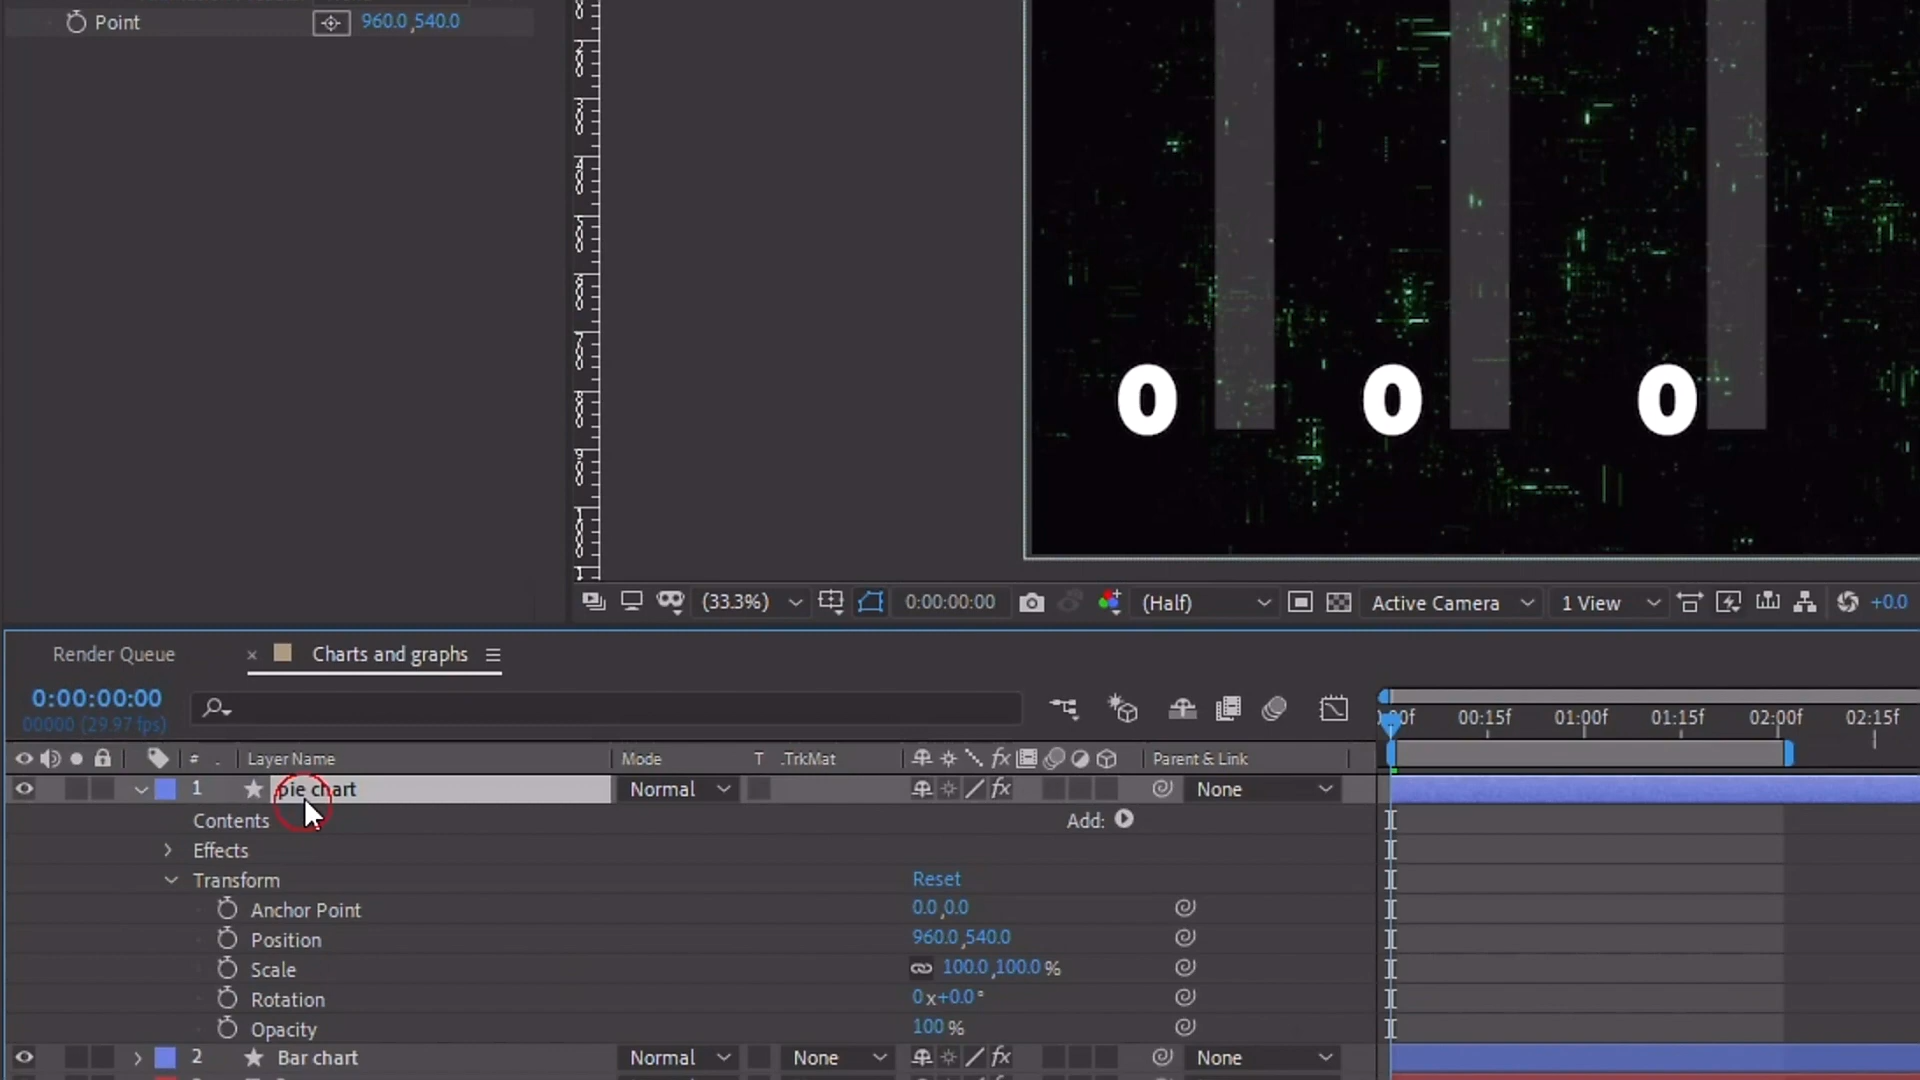 Point 960.0,540.0
0 0 0
(33.3%) 0:00:00:00 (Half) Active Camera 1 View +0.0
Render Queue × Charts and graphs
0:00:00:00
00000 (29.97 fps)
00f 00:15f 01:00f 01:15f 02:00f 02:15f
# . Layer Name Mode T .TrkMat fx Parent & Link
1 pie chart Normal fx None
Contents Add:
Effects
Transform Reset
Anchor Point 0.0,0.0
Position 960.0,540.0
Scale 100.0,100.0 %
Rotation 0x+0.0°
Opacity 100 %
2 Bar chart Normal None fx None